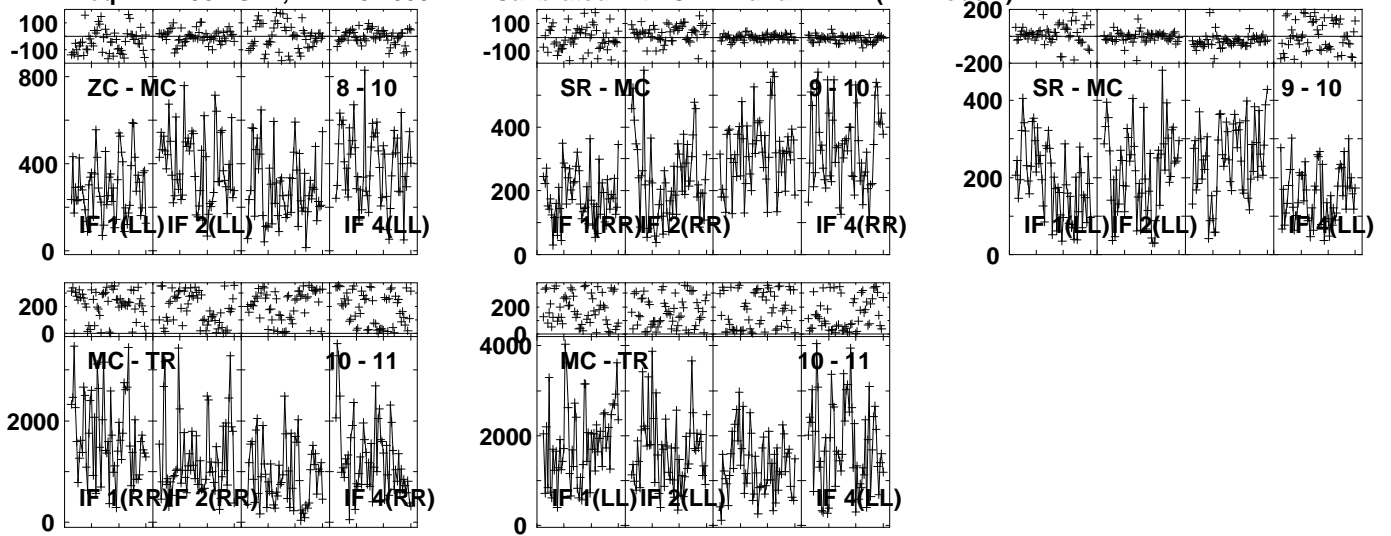 100
-100
800
400
0
ZC - MC
8 - 10
IF 1(LL)
IF 2(LL)
IF 4(LL)
100
-100
400
200
0
SR - MC
9 - 10
IF 1(RR)
IF 2(RR)
IF 4(RR)
200
-200
400
200
0
SR - MC
9 - 10
IF 1(LL)
IF 2(LL)
IF 4(LL)
200
0
2000
0
MC - TR
10 - 11
IF 1(RR)
IF 2(RR)
IF 4(RR)
200
0
4000
2000
0
MC - TR
10 - 11
IF 1(LL)
IF 2(LL)
IF 4(LL)